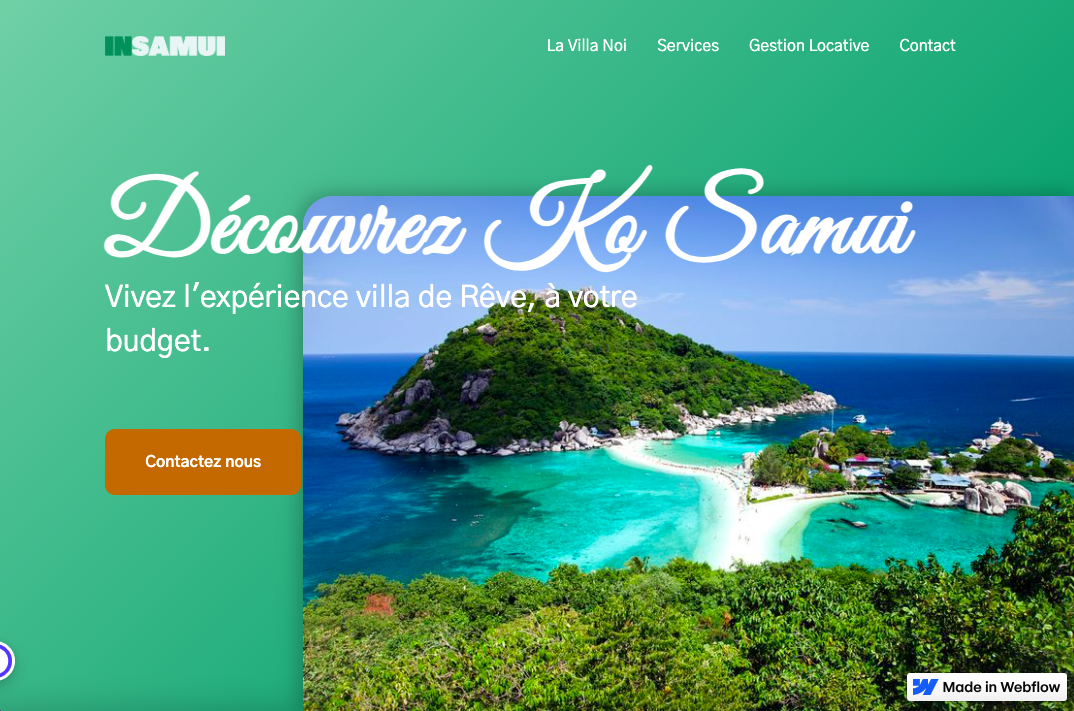 INSAMUI
La Villa Noi
Services
Gestion Locative
Contact
Découvrez Ko Samui
Vivez l'expérience villa de Rêve, à votre
budget.
Contactez nous
Made in Webflow